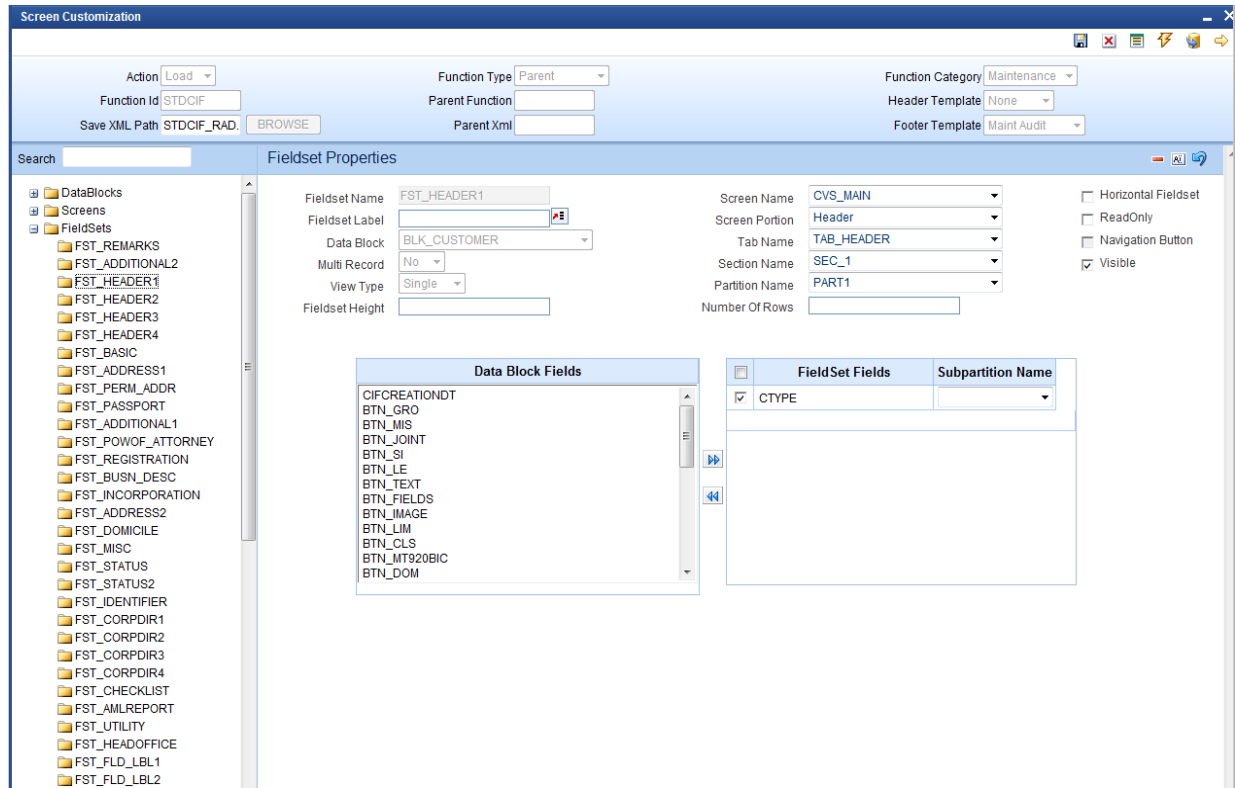 Screen Customization
Action Load
Function Type Parent
Function Category Maintenance
Function Id STDCIF
Parent Function
Header Template None
Save XML Path STDCIF_RAD. BROWSE
Parent Xml
Footer Template Maint Audit
Search
Fieldset Properties
DataBlocks
Screens
FieldSets
FST_REMARKS
FST_ADDITIONAL2
FST_HEADER1
FST_HEADER2
FST_HEADER3
FST_HEADER4
FST_BASIC
FST_ADDRESS1
FST_PERM_ADDR
FST_PASSPORT
FST_ADDITIONAL1
FST_POWOF_ATTORNEY
FST_REGISTRATION
FST_BUSN_DESC
FST_INCORPORATION
FST_ADDRESS2
FST_DOMICILE
FST_MISC
FST_STATUS
FST_STATUS2
FST_IDENTIFIER
FST_CORPDIR1
FST_CORPDIR2
FST_CORPDIR3
FST_CORPDIR4
FST_CHECKLIST
FST_AMLREPORT
FST_UTILITY
FST_HEADOFFICE
FST_FLD_LBL1
FST_FLD_LBL2
Fieldset Name FST_HEADER1
Fieldset Label
Data Block BLK_CUSTOMER
Multi Record No
View Type Single
Fieldset Height
Screen Name CVS_MAIN
Screen Portion Header
Tab Name TAB_HEADER
Section Name SEC_1
Partition Name PART1
Number Of Rows
Horizontal Fieldset
ReadOnly
Navigation Button
Visible
Data Block Fields
CIFCREATIONDT
BTN_GRO
BTN_MIS
BTN_JOINT
BTN_SI
BTN_LE
BTN_TEXT
BTN_FIELDS
BTN_IMAGE
BTN_LIM
BTN_CLS
BTN_MT920BIC
BTN_DOM
FieldSet Fields Subpartition Name
CTYPE